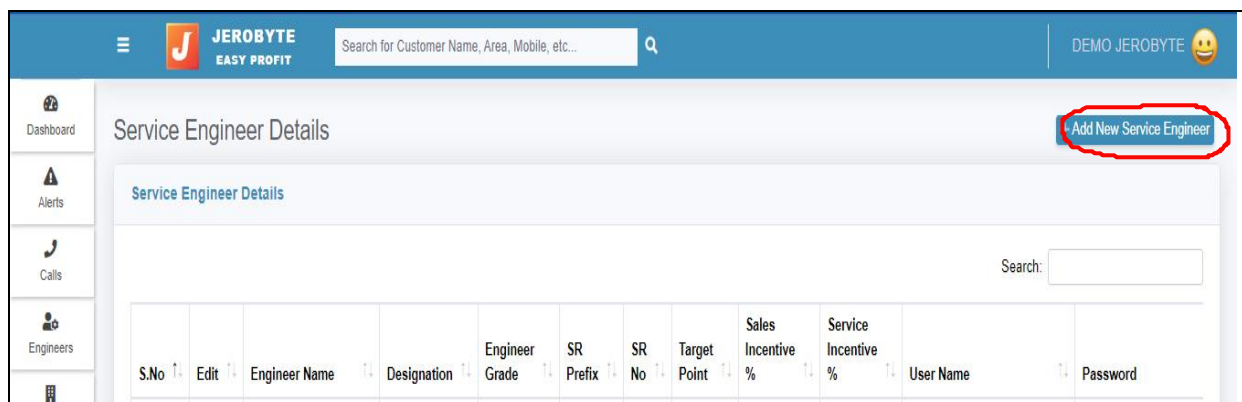 JEROBYTE
EASY PROFIT
Search for Customer Name, Area, Mobile, etc...
DEMO JEROBYTE
Dashboard
Service Engineer Details
Add New Service Engineer
Alerts
Service Engineer Details
Calls
Search:
Engineers
S.No Edit Engineer Name Designation Engineer Grade SR Prefix SR No Target Point Sales Incentive % Service Incentive % User Name Password